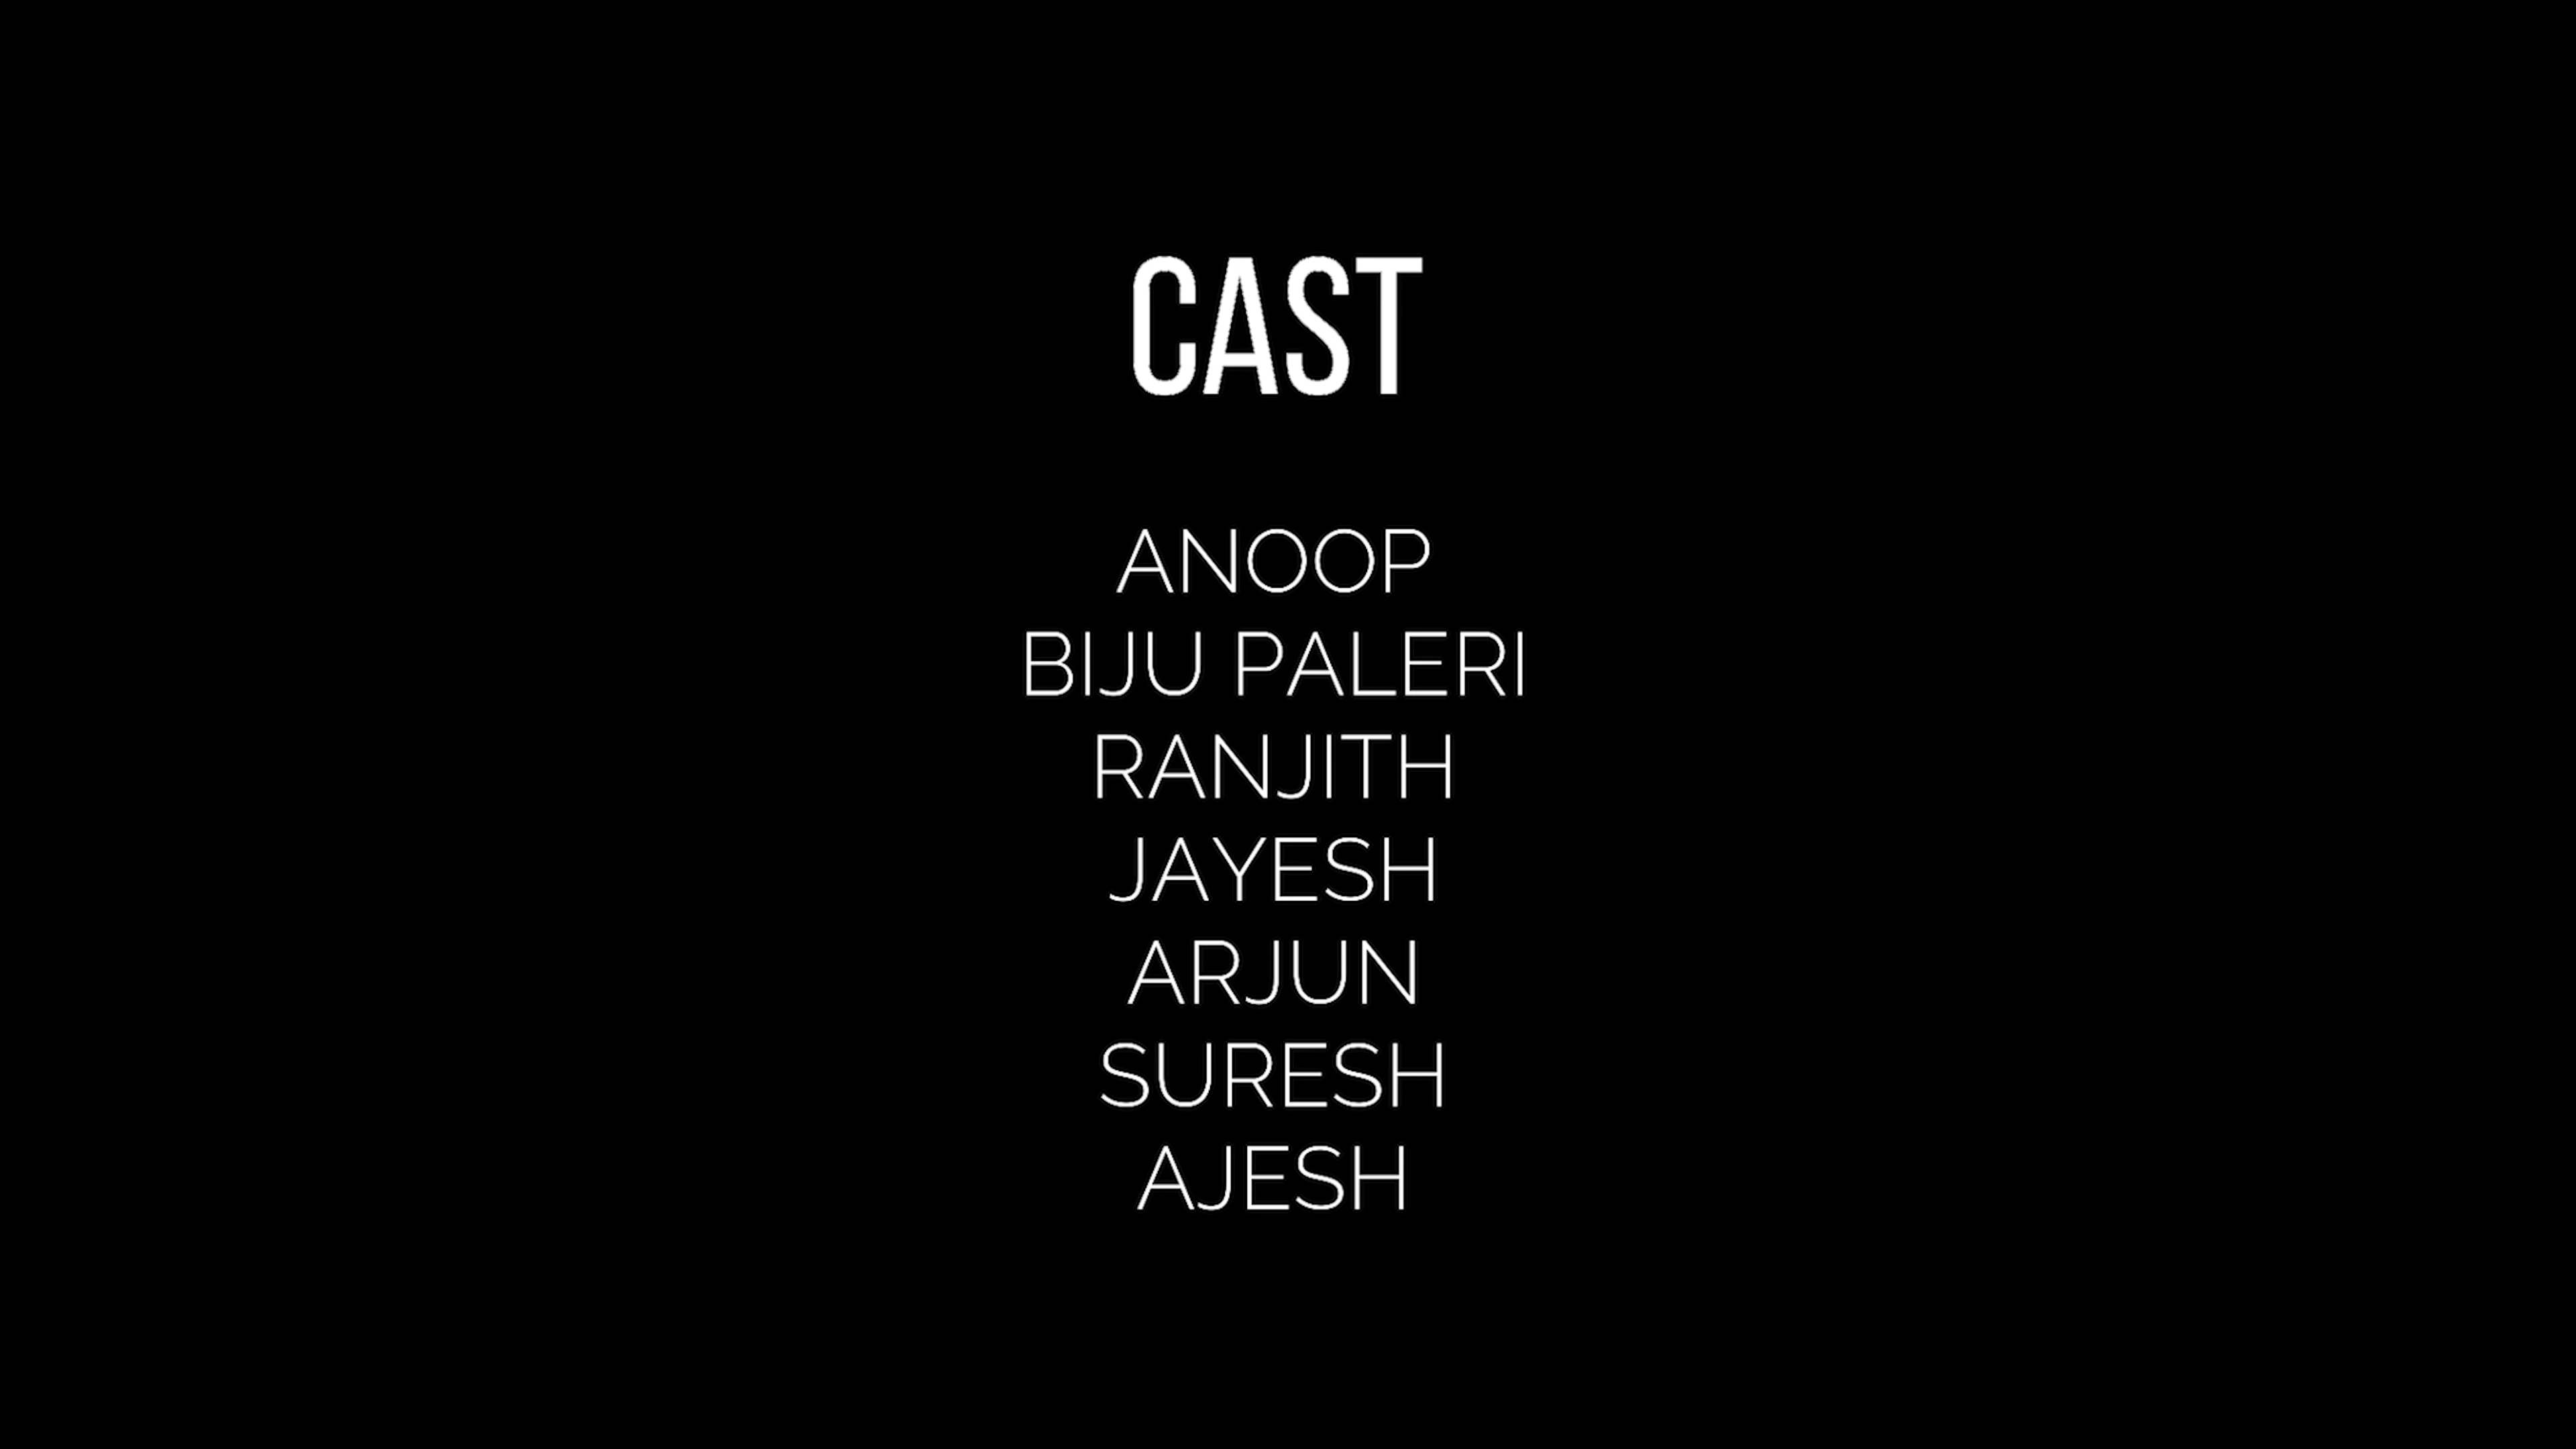 CAST
ANOOP
BIJU PALERI
RANJITH
JAYESH
ARJUN
SURESH
AJESH